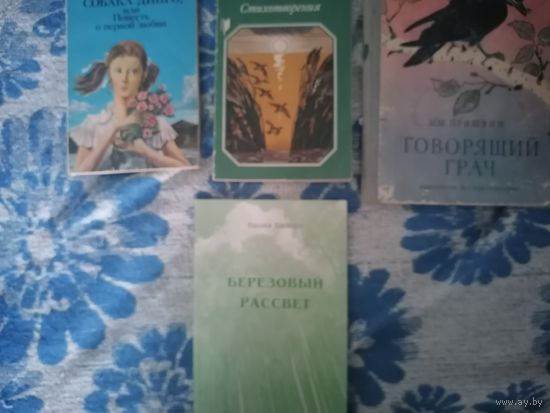 СОБАКА ДИНГО,
или
Повесть
о первой любви
Стихотворения
ГОВОРЯЩИЙ
ГРАЧ
БЕРЕЗОВЫЙ
РАССВЕТ
www.ay.by